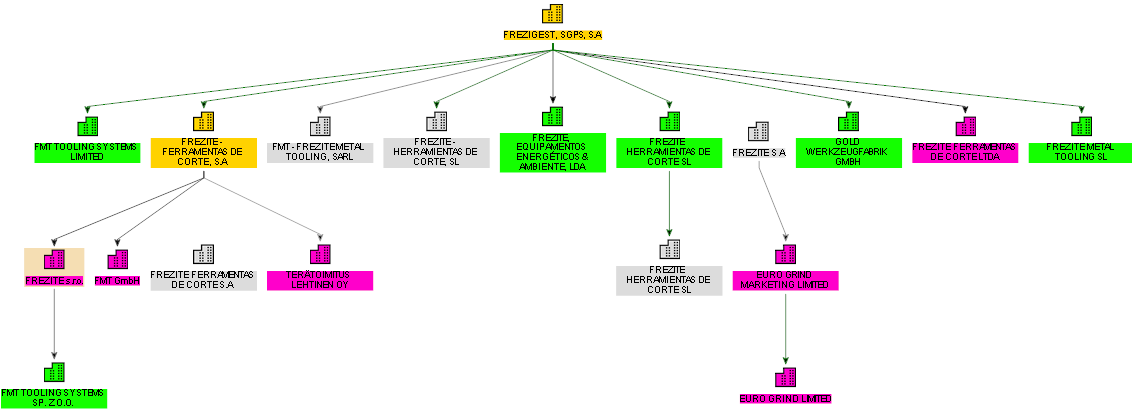 FREZIGEST, SGPS, S.A
FMT TOOLING SYSTEMS
LIMITED
FREZITE -
FERRAMENTAS DE
CORTE, S.A
FMT - FREZITEMETAL
TOOLING, SARL
FREZITE -
HERRAMIENTAS DE
CORTE, SL
FREZITE,
EQUIPAMENTOS
ENERGÉTICOS &
AMBIENTE, LDA
FREZITE
HERRAMIENTAS DE
CORTE SL
FREZITE S A
GOLD
WERKZEUGFABRIK
GMBH
FREZITE FERRAMENTAS
DE CORTE LTDA
FREZITE METAL
TOOLING SL
FREZITE s.r.o.
FMT GmbH
FREZITE FERRAMENTAS
DE CORTE S.A
TERÄTOIMITUS
LEHTINEN OY
FREZITE
HERRAMIENTAS DE
CORTE SL
EURO GRIND
MARKETING LIMITED
FMT TOOLING SYSTEMS
SP. Z O.O.
EURO GRIND LIMITED